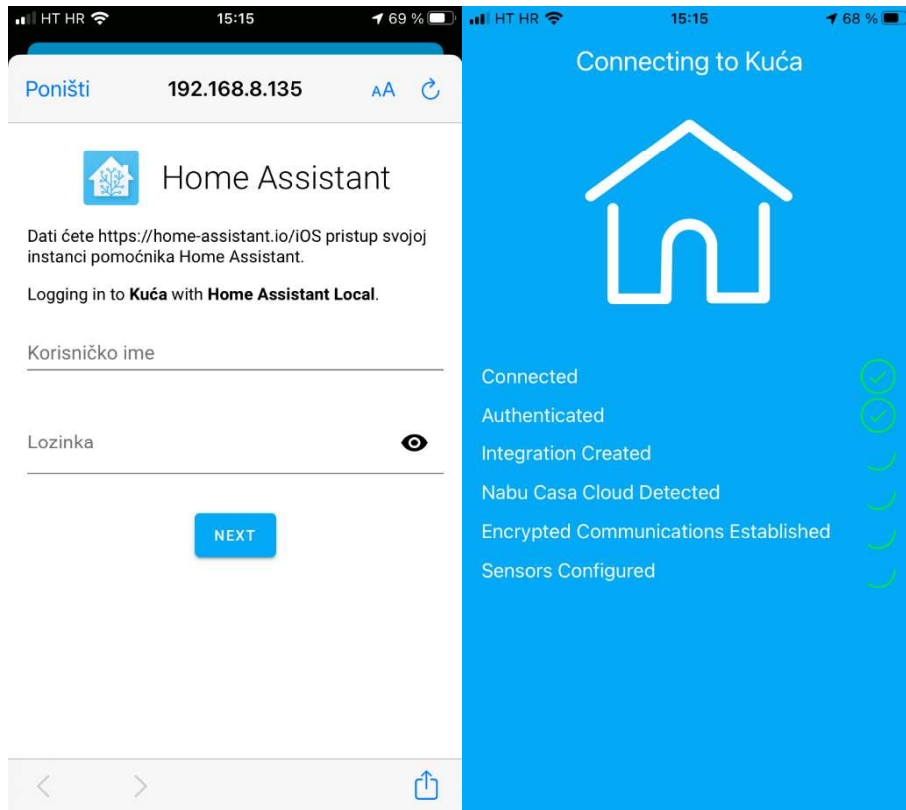 HT HR 15:15 69 %
Poništi 192.168.8.135 AA
Home Assistant
Dati ćete https://home-assistant.io/iOS pristup svojoj
instanci pomoćnika Home Assistant.
Logging in to Kuća with Home Assistant Local.
Korisničko ime
Lozinka
NEXT
HT HR 15:15 68 %
Connecting to Kuća
Connected
Authenticated
Integration Created
Nabu Casa Cloud Detected
Encrypted Communications Established
Sensors Configured